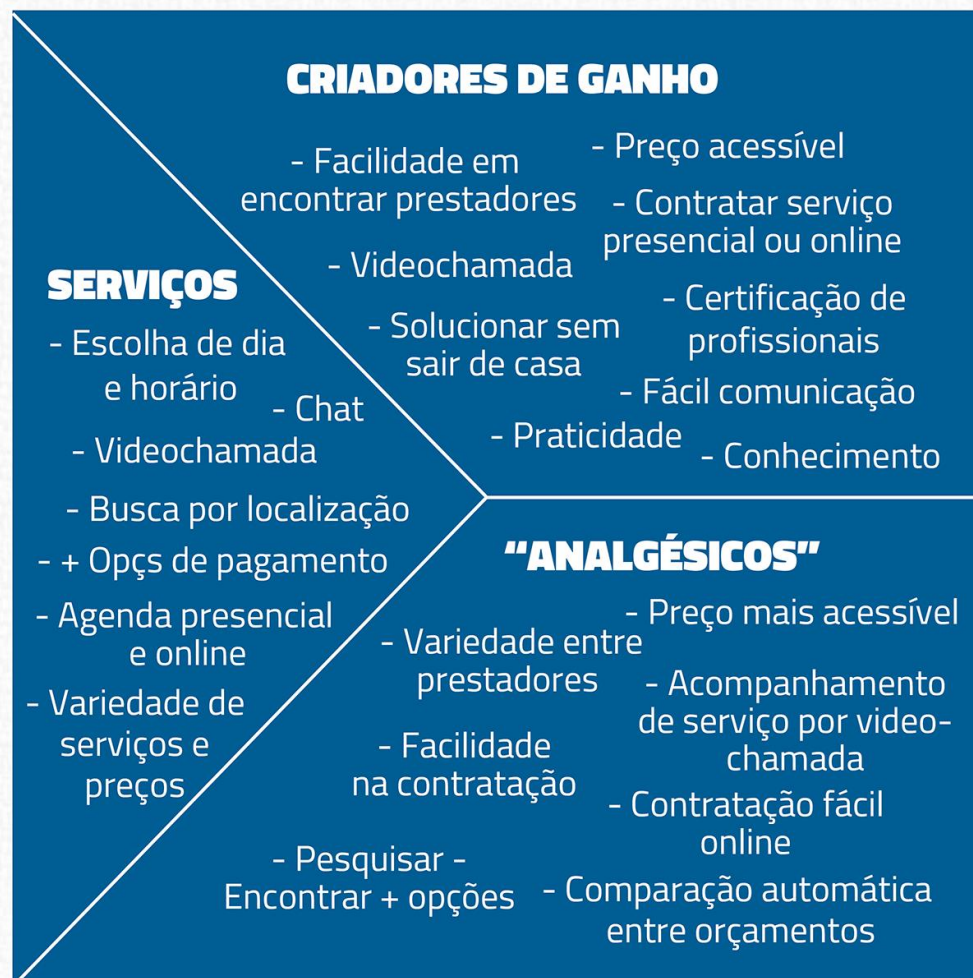 CRIADORES DE GANHO
- Facilidade em
encontrar prestadores
- Preço acessível
- Contratar serviço
presencial ou online
- Videochamada
- Certificação de
profissionais
- Solucionar sem
sair de casa
- Fácil comunicação
- Praticidade
- Conhecimento
SERVIÇOS
- Escolha de dia
e horário
- Chat
- Videochamada
- Busca por localização
- + Opçs de pagamento
- Agenda presencial
e online
- Variedade de
serviços e
preços
“ANALGÉSICOS”
- Preço mais acessível
- Variedade entre
prestadores
- Acompanhamento
de serviço por video-
chamada
- Facilidade
na contratação
- Contratação fácil
online
- Pesquisar -
Encontrar + opções
- Comparação automática
entre orçamentos